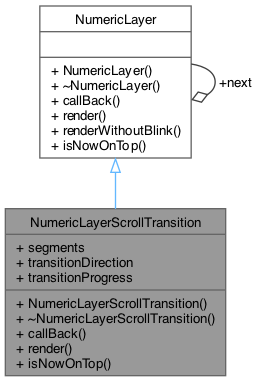 NumericLayer
+ NumericLayer()
+ ~NumericLayer()
+ callBack()
+ render()
+ renderWithoutBlink()
+ isNowOnTop()
+next
NumericLayerScrollTransition
+ segments
+ transitionDirection
+ transitionProgress
+ NumericLayerScrollTransition()
+ ~NumericLayerScrollTransition()
+ callBack()
+ render()
+ isNowOnTop()